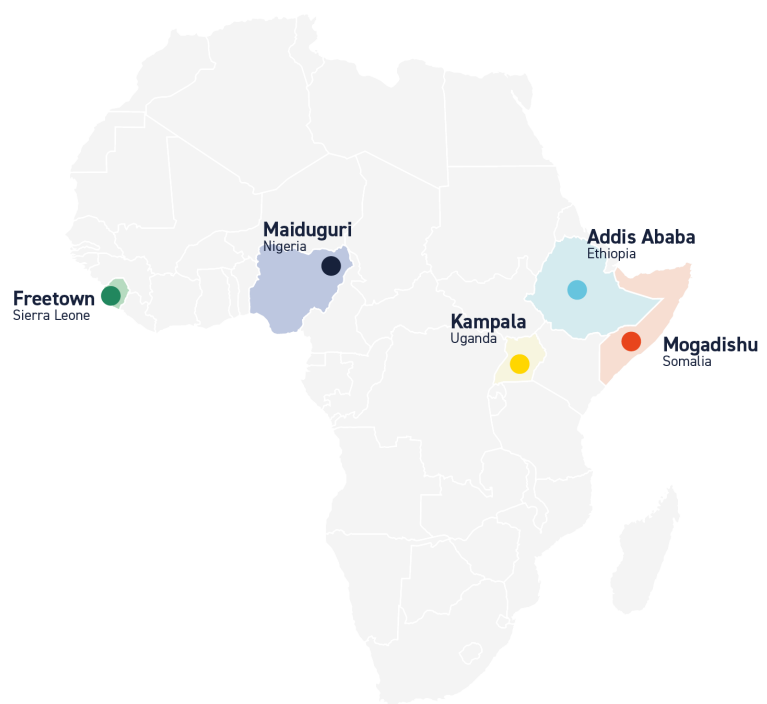 Maiduguri
Nigeria
Addis Ababa
Ethiopia
Freetown
Sierra Leone
Kampala
Uganda
Mogadishu
Somalia